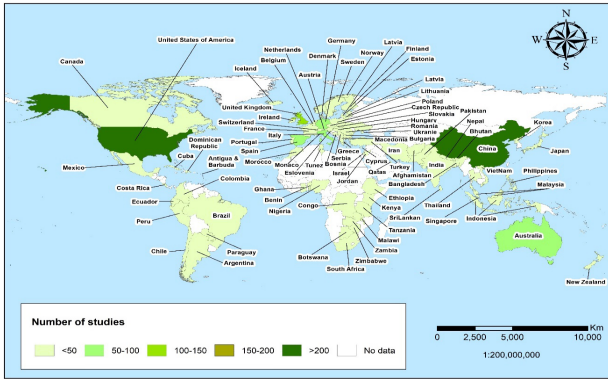 N
W
E
S
United States of America
Canada
Iceland
Netherlands
Belgium
Austria
Germany
Denmark
Sweden
Norway
Latvia
Finland
Estonia
Latvia
Lithuania
Poland
Czech Republic
Slovakia
Hungary
Romania
Ukranie
Bulgaria
Macedonia
United Kingdom
Ireland
Switzerland
France
Italy
Portugal
Spain
Morocco
Monaco
Eslovenia
Tunez
Bosnia
Serbia
Greece
Israel
Jordan
Cyprus
Qatas
Turkey
Iran
Afghanistan
Bangladesh
India
Pakistan
Nepal
Bhutan
China
Korea
Japan
VietNam
Philippines
Malaysia
Indonesia
Singapore
Thailand
SriLankan
Ethiopia
Kenya
Tanzania
Malawi
Zambia
Zimbabwe
South Africa
Botswana
Congo
Nigeria
Benin
Ghana
Dominican
Republic
Cuba
Antigua &
Barbuda
Mexico
Costa Rica
Colombia
Ecuador
Peru
Brazil
Chile
Paraguay
Argentina
Australia
New Zealand
Number of studies
<50
50-100
100-150
150-200
>200
No data
Km
0
2,500
5,000
10,000
1:200,000,000